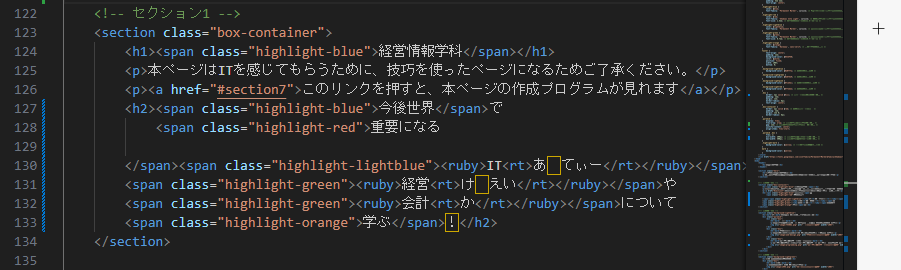 122 <!-- セクション1 -->
123 <section class="box-container">
124 <h1><span class="highlight-blue">経営情報学科</span></h1>
125 <p>本ページはITを感じてもらうために、技巧を使ったページになるためご了承ください。</p>
126 <p><a href="#section7">このリンクを押すと、本ページの作成プログラムが見れます</a></p>
127 <h2><span class="highlight-blue">今後世界</span>で
128 <span class="highlight-red">重要になる
129
130 </span><span class="highlight-lightblue"><ruby>IT<rt>あ　てぃー</rt></ruby></span>
131 <span class="highlight-green"><ruby>経営<rt>け　えい</rt></ruby></span>や
132 <span class="highlight-green"><ruby>会計<rt>か</rt></ruby></span>について
133 <span class="highlight-orange">学ぶ</span>！</h2>
134 </section>
135